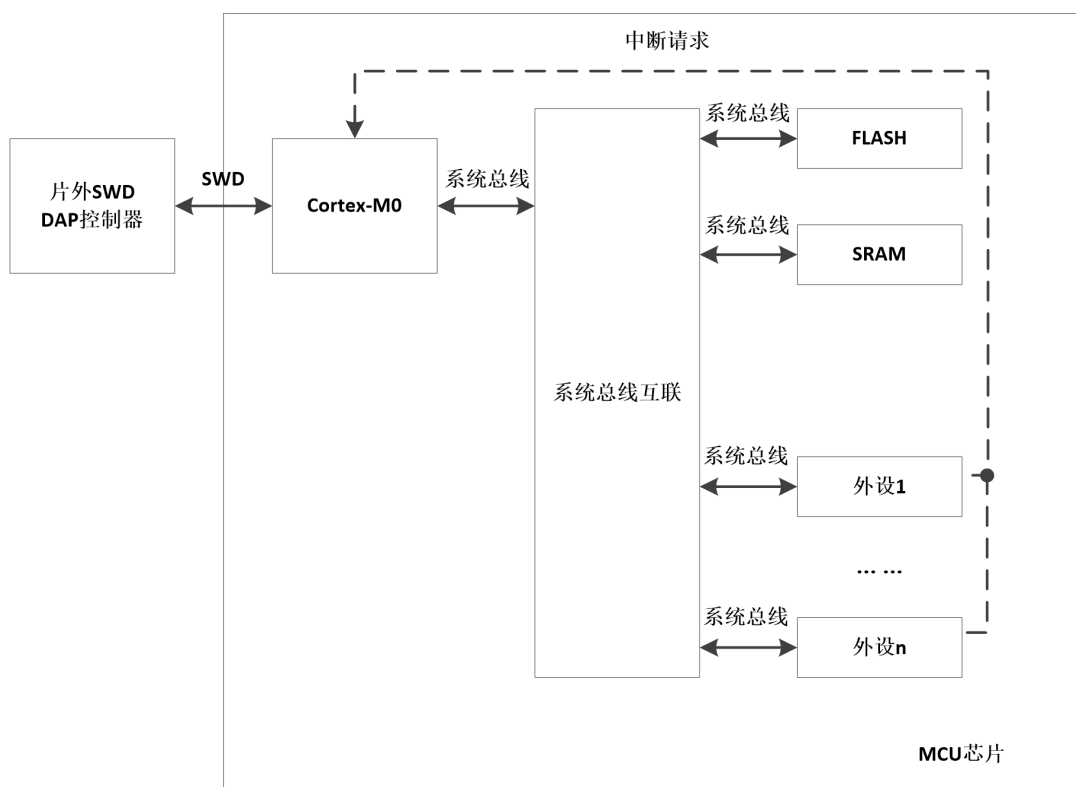 中断请求
系统总线
FLASH
片外SWD
DAP控制器
SWD
Cortex-M0
系统总线
系统总线
SRAM
系统总线互联
系统总线
外设1
... ...
系统总线
外设n
MCU芯片